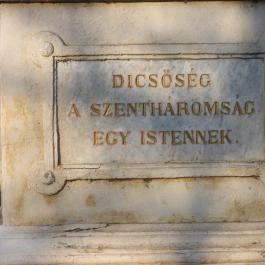 DICSŐSÉG
A SZENTHÁROMSÁG
EGY ISTENNEK.